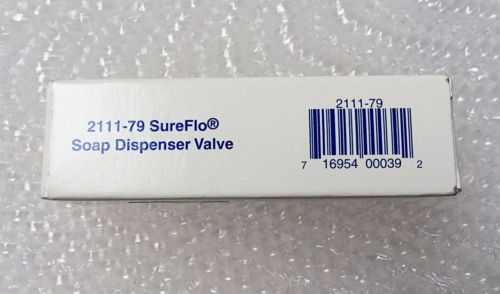 2111-79 SureFlo®
Soap Dispenser Valve
2111-79
7 16954 00039 2